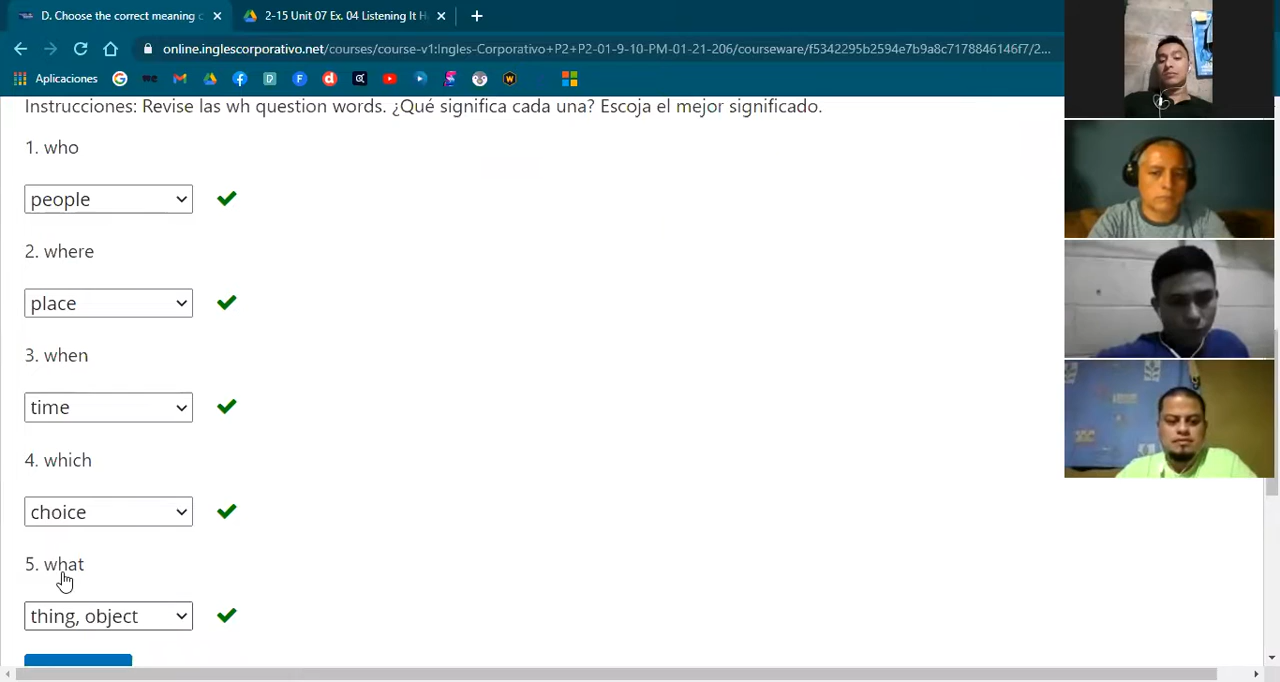 D. Choose the correct meaning
2-15 Unit 07 Ex. 04 Listening It H
online.inglescorporativo.net/courses/course-v1:Ingles-Corporativo+P2+P2-01-9-10-PM-01-21-206/courseware/f5342295b2594e7b9a8c7178846146f7/2...
Aplicaciones
Instrucciones: Revise las wh question words. ¿Qué significa cada una? Escoja el mejor significado.
1. who
people
2. where
place
3. when
time
4. which
choice
5. what
thing, object